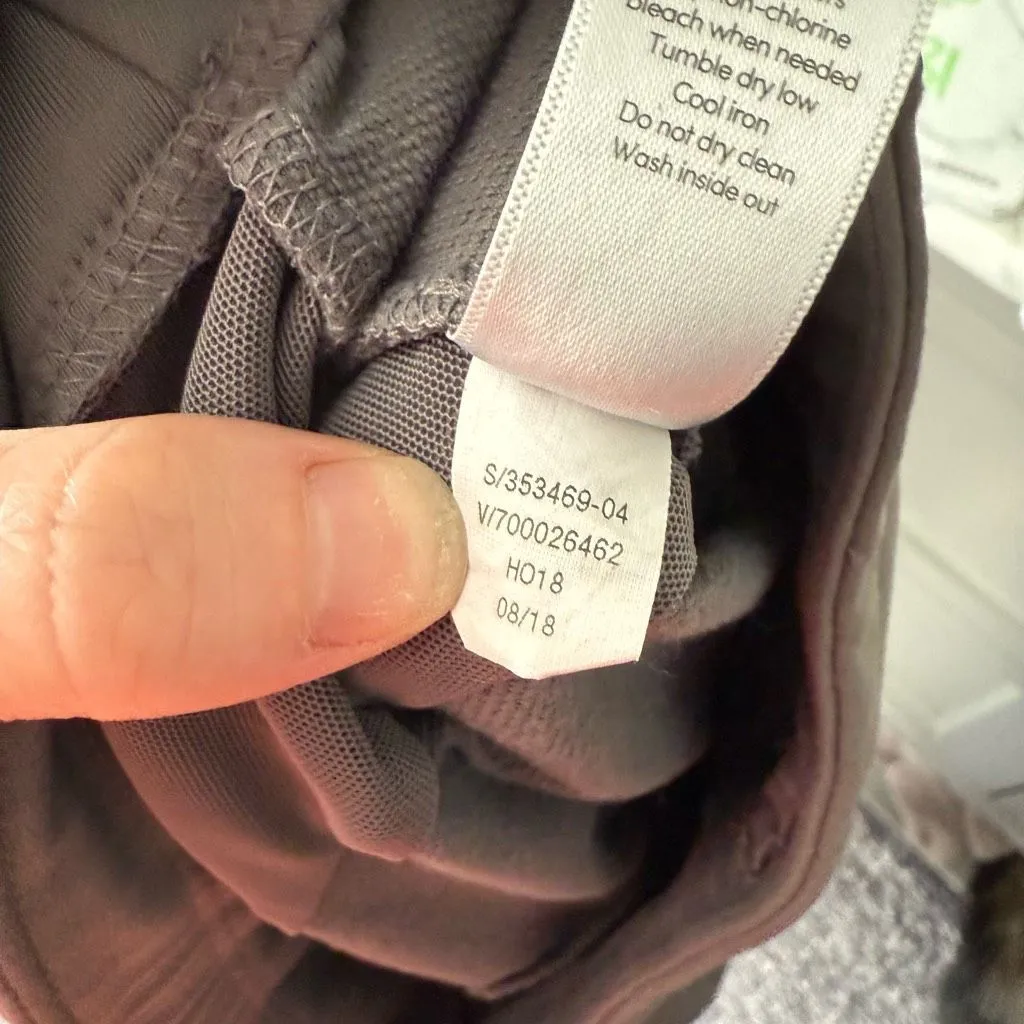 -chlorine
Bleach when needed
Tumble dry low
Cool iron
Do not dry clean
Wash inside out
S/353469-04
V/700026462
HO18
08/18